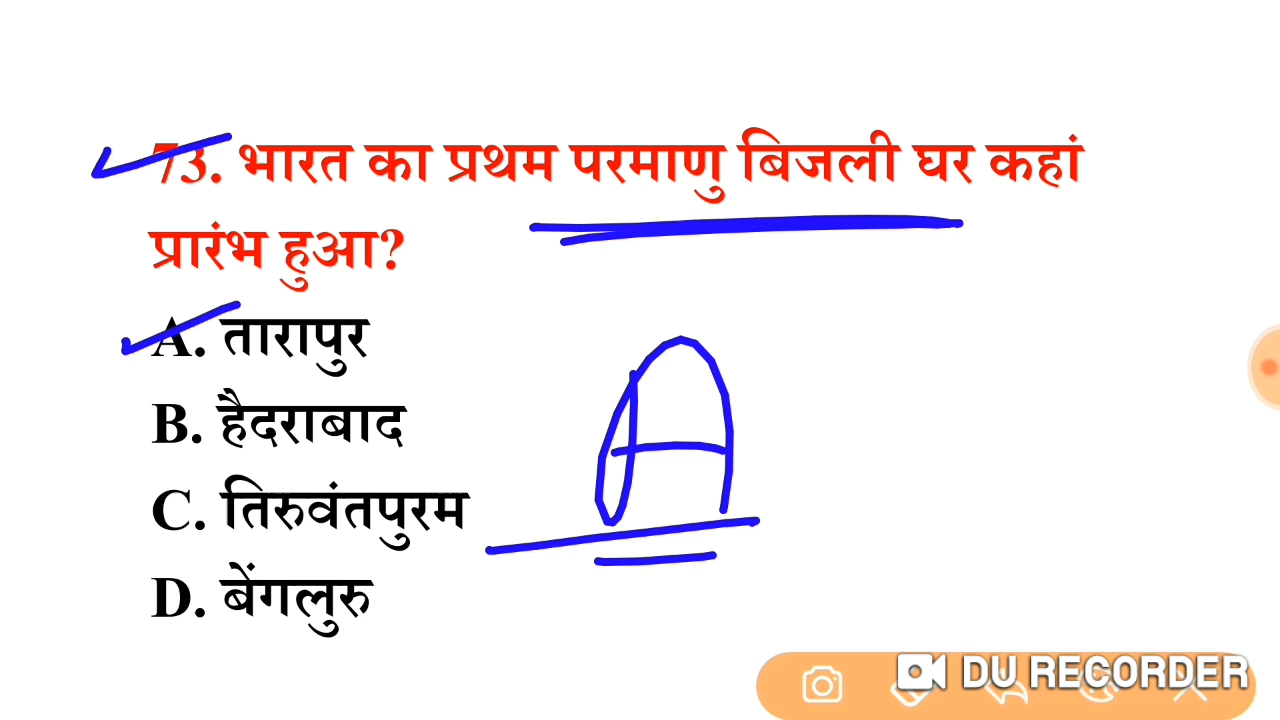 73. भारत का प्रथम परमाणु बिजली घर कहां
प्रारंभ हुआ?
A. तारापुर
B. हैदराबाद
C. तिरुवंतपुरम
D. बेंगलुरु
A
DU RECORDER